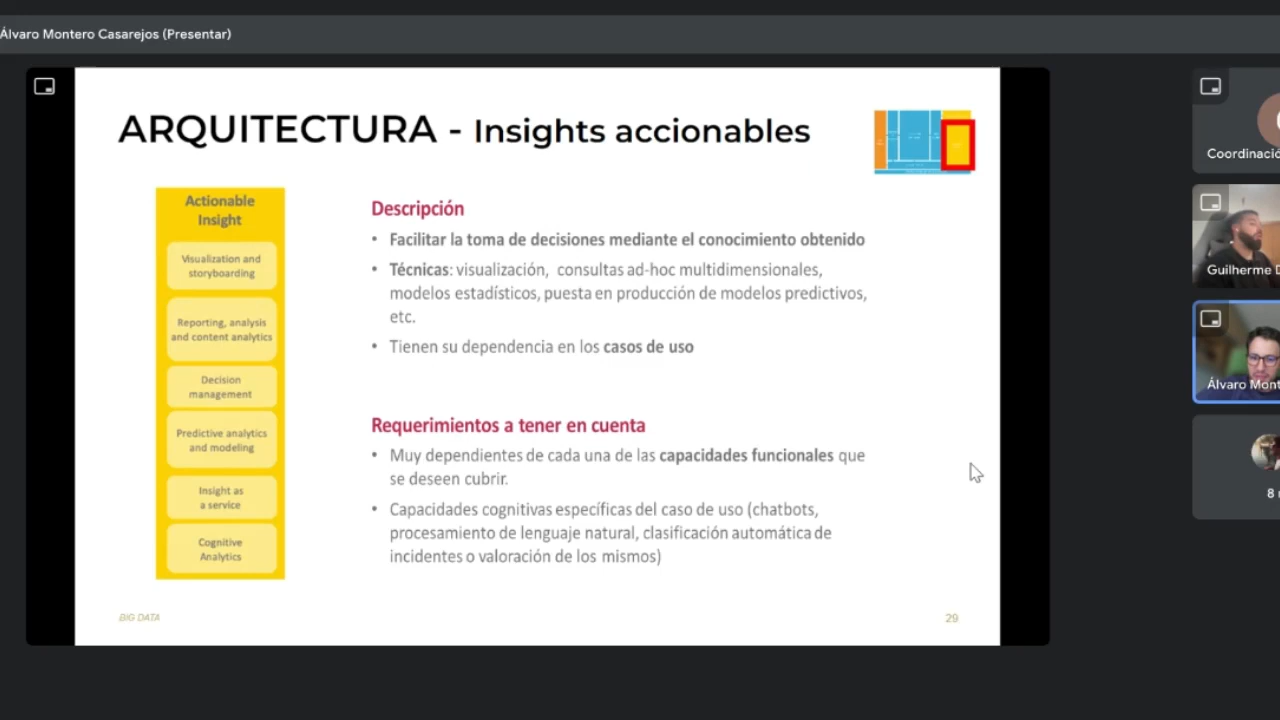 Álvaro Montero Casarejos (Presentar)
ARQUITECTURA - Insights accionables
Actionable
Insight
Visualization and
storyboarding
Reporting, analysis
and content analytics
Decision
management
Predictive analytics
and modeling
Insight as
a service
Cognitive
Analytics
Descripción
• Facilitar la toma de decisiones mediante el conocimiento obtenido
• Técnicas: visualización, consultas ad-hoc multidimensionales,
modelos estadísticos, puesta en producción de modelos predictivos,
etc.
• Tienen su dependencia en los casos de uso
Requerimientos a tener en cuenta
• Muy dependientes de cada una de las capacidades funcionales que
se deseen cubrir.
• Capacidades cognitivas específicas del caso de uso (chatbots,
procesamiento de lenguaje natural, clasificación automática de
incidentes o valoración de los mismos)
BIG DATA
29
Coordinació
Guilherme D
Álvaro Mont
8